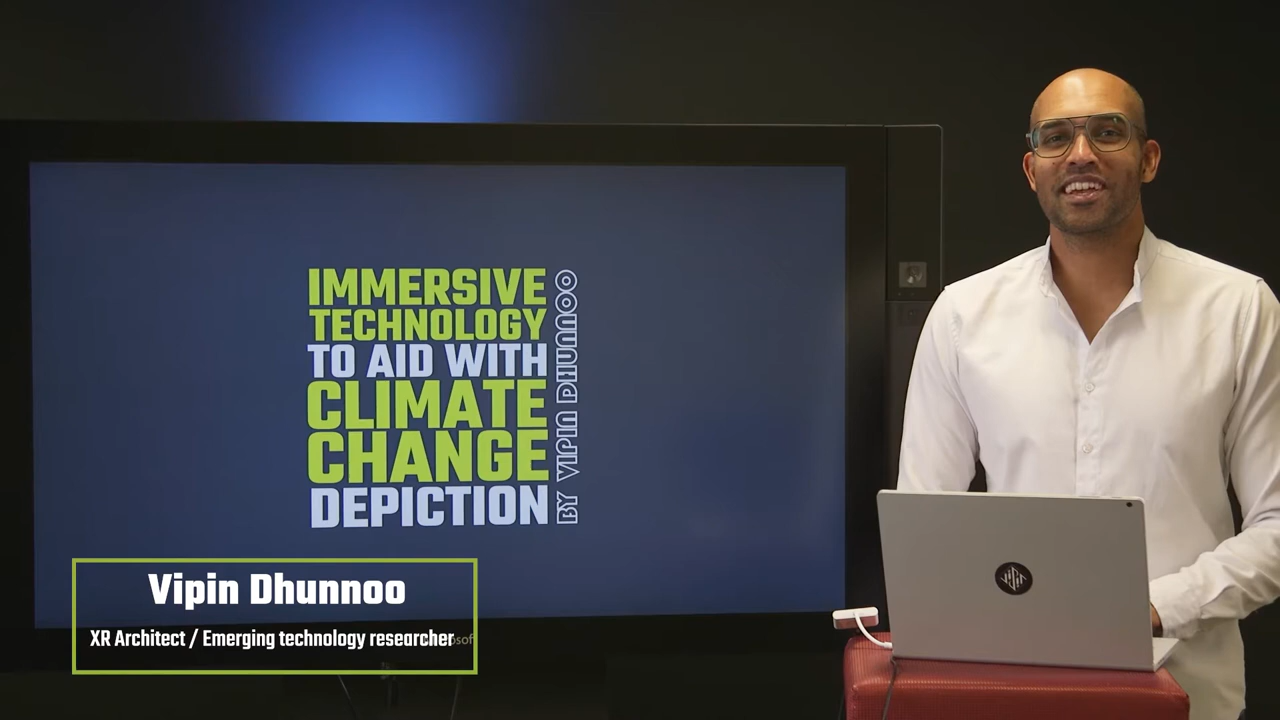 IMMERSIVE
TECHNOLOGY
TO AID WITH
CLIMATE
CHANGE
DEPICTION
BY VIPIN DHUNNOO
Vipin Dhunnoo
XR Architect / Emerging technology researcher